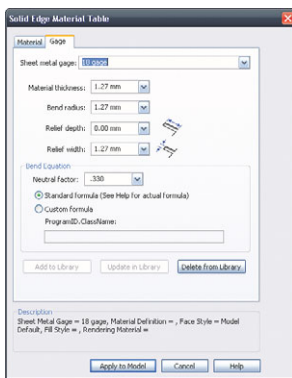 Solid Edge Material Table
Material Gage
Sheet metal gage: 18 gage
Material thickness: 1.27 mm
Bend radius: 1.27 mm
Relief depth: 0.00 mm
Relief width: 1.27 mm
Bend Equation
Neutral factor: .330
Standard formula (See Help for actual formula)
Custom formula
ProgramID.ClassName:
Add to Library Update in Library Delete from Library
Description
Sheet Metal Gage = 18 gage, Material Definition = , Face Style = Model
Default, Fill Style = , Rendering Material =
Apply to Model Cancel Help